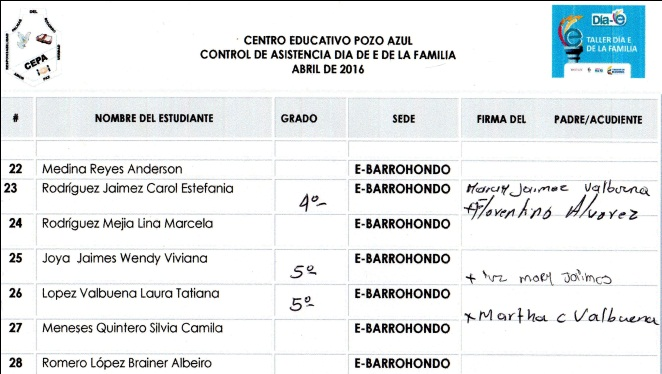 CENTRO EDUCATIVO POZO AZUL
CONTROL DE ASISTENCIA DIA DE E DE LA FAMILIA
ABRIL DE 2016
CEPA
Día-e
TALLER DÍA E
DE LA FAMILIA
# NOMBRE DEL ESTUDIANTE GRADO SEDE FIRMA DEL PADRE/ACUDIENTE
22 Medina Reyes Anderson E-BARROHONDO
23 Rodríguez Jaimez Carol Estefania 4º E-BARROHONDO Jaimez Valbuena
24 Rodríguez Mejia Lina Marcela E-BARROHONDO Florentino Alvarez
25 Joya Jaimes Wendy Viviana 5º E-BARROHONDO + luz mary Jaimes
26 Lopez Valbuena Laura Tatiana 5º E-BARROHONDO x Martha c Valbuena
27 Meneses Quintero Silvia Camila E-BARROHONDO
28 Romero López Brainer Albeiro E-BARROHONDO